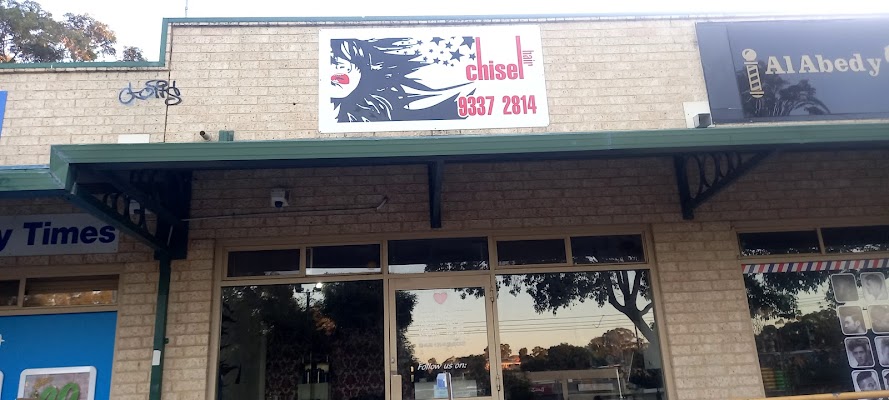 chisel
hair
9337 2814
Al Abedy
y Times
Follow us on: